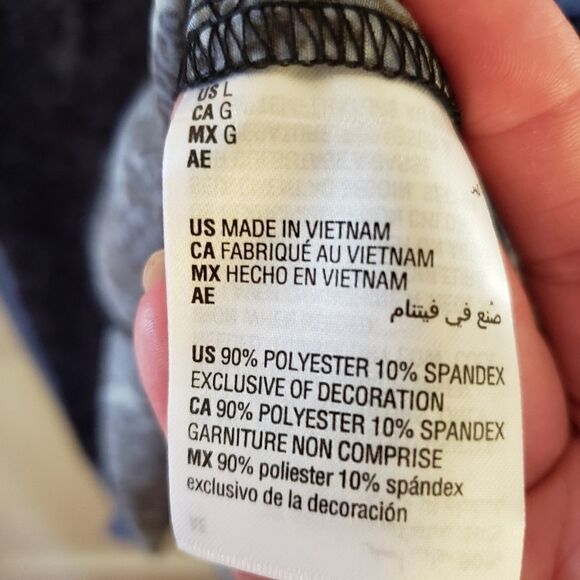 US L
CA G
MX G
AE
US MADE IN VIETNAM
CA FABRIQUÉ AU VIETNAM
MX HECHO EN VIETNAM
AE
صُنع في فيتنام
US 90% POLYESTER 10% SPANDEX
EXCLUSIVE OF DECORATION
CA 90% POLYESTER 10% SPANDEX
GARNITURE NON COMPRISE
MX 90% poliester 10% spándex
exclusivo de la decoración